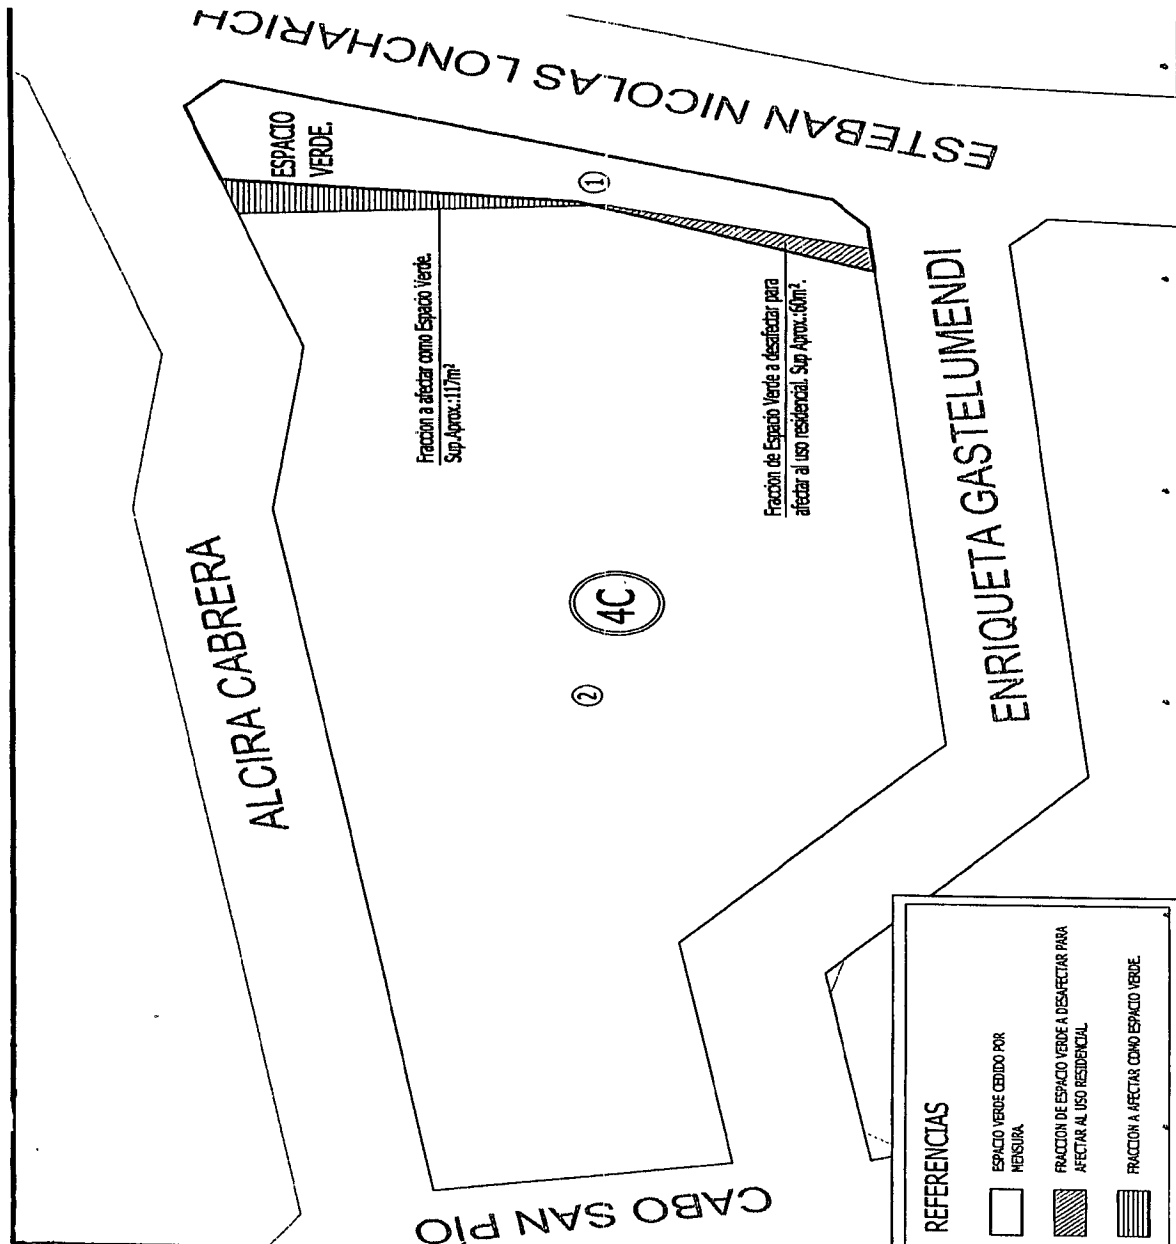 ESTEBAN NICOLAS LONCHARICH
ESPACIO
VERDE.
1
Fraccion a afectar como Espacio Verde.
Sup.Aprox.:117m²
Fraccion de Espacio Verde a desafectar para
afectar al uso residencial. Sup Aprox.:60m².
ALCIRA CABRERA
4C
2
ENRIQUETA GASTELUMENDI
CABO SAN PIO
REFERENCIAS
ESPACIO VERDE CEDIDO POR
MENSURA.
FRACCION DE ESPACIO VERDE A DESAFECTAR PARA
AFECTAR AL USO RESIDENCIAL.
FRACCION A AFECTAR COMO ESPACIO VERDE.